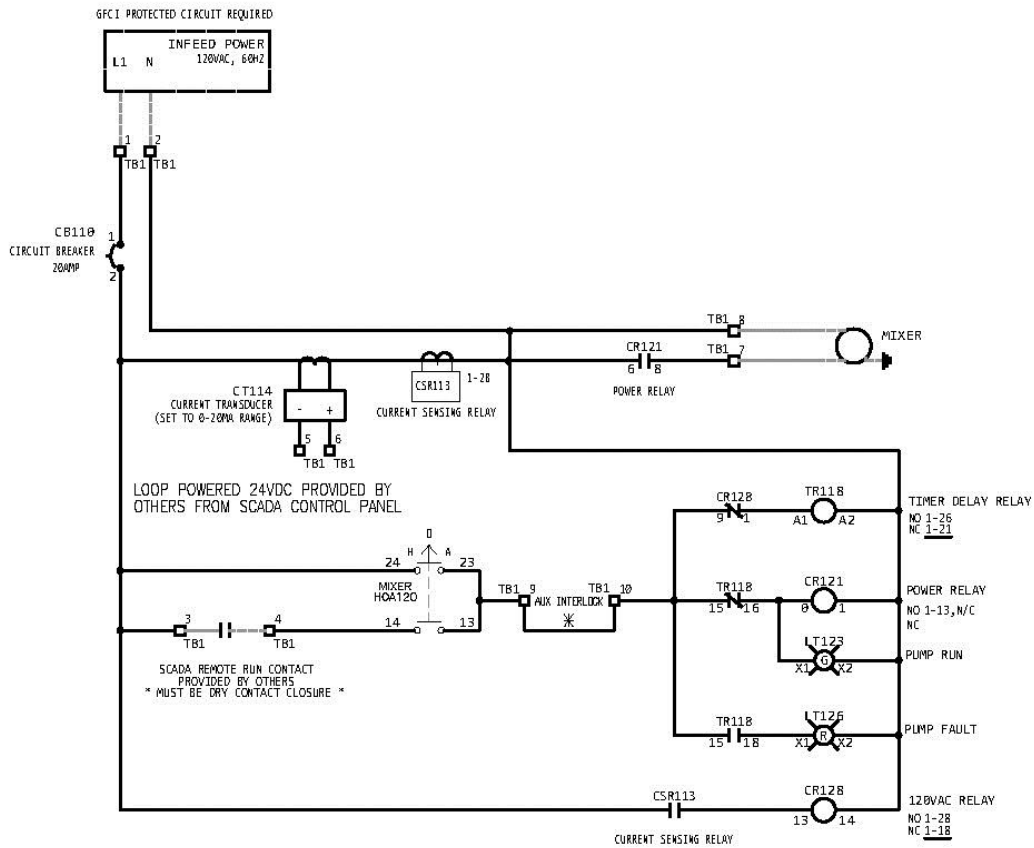 GFCI PROTECTED CIRCUIT REQUIRED
INFEED POWER
120VAC, 60HZ
L1 N
1 2
TB1 TB1
CB110
CIRCUIT BREAKER
20AMP
1
2
TB1 8
MIXER
CR121
6 8
TB1 7
POWER RELAY
CT114
CURRENT TRANSDUCER
(SET TO 0-20MA RANGE)
- +
5 6
TB1 TB1
CSR113
1-28
CURRENT SENSING RELAY
LOOP POWERED 24VDC PROVIDED BY
OTHERS FROM SCADA CONTROL PANEL
CR128
9 1
TR118
A1 A2
TIMER DELAY RELAY
NO 1-26
NC 1-21
O
H A
24 23
MIXER
HOA120
14 13
TB1 9
AUX INTERLOCK
TB1 10
TR118
15 16
CR121
0 1
POWER RELAY
NO 1-13,N/C
NC
3 4
TB1 TB1
SCADA REMOTE RUN CONTACT
PROVIDED BY OTHERS
* MUST BE DRY CONTACT CLOSURE *
LT123
X1 G X2
PUMP RUN
TR118
15 18
LT126
X1 R X2
PUMP FAULT
CSR113
CURRENT SENSING RELAY
CR128
13 14
120VAC RELAY
NO 1-28
NC 1-18